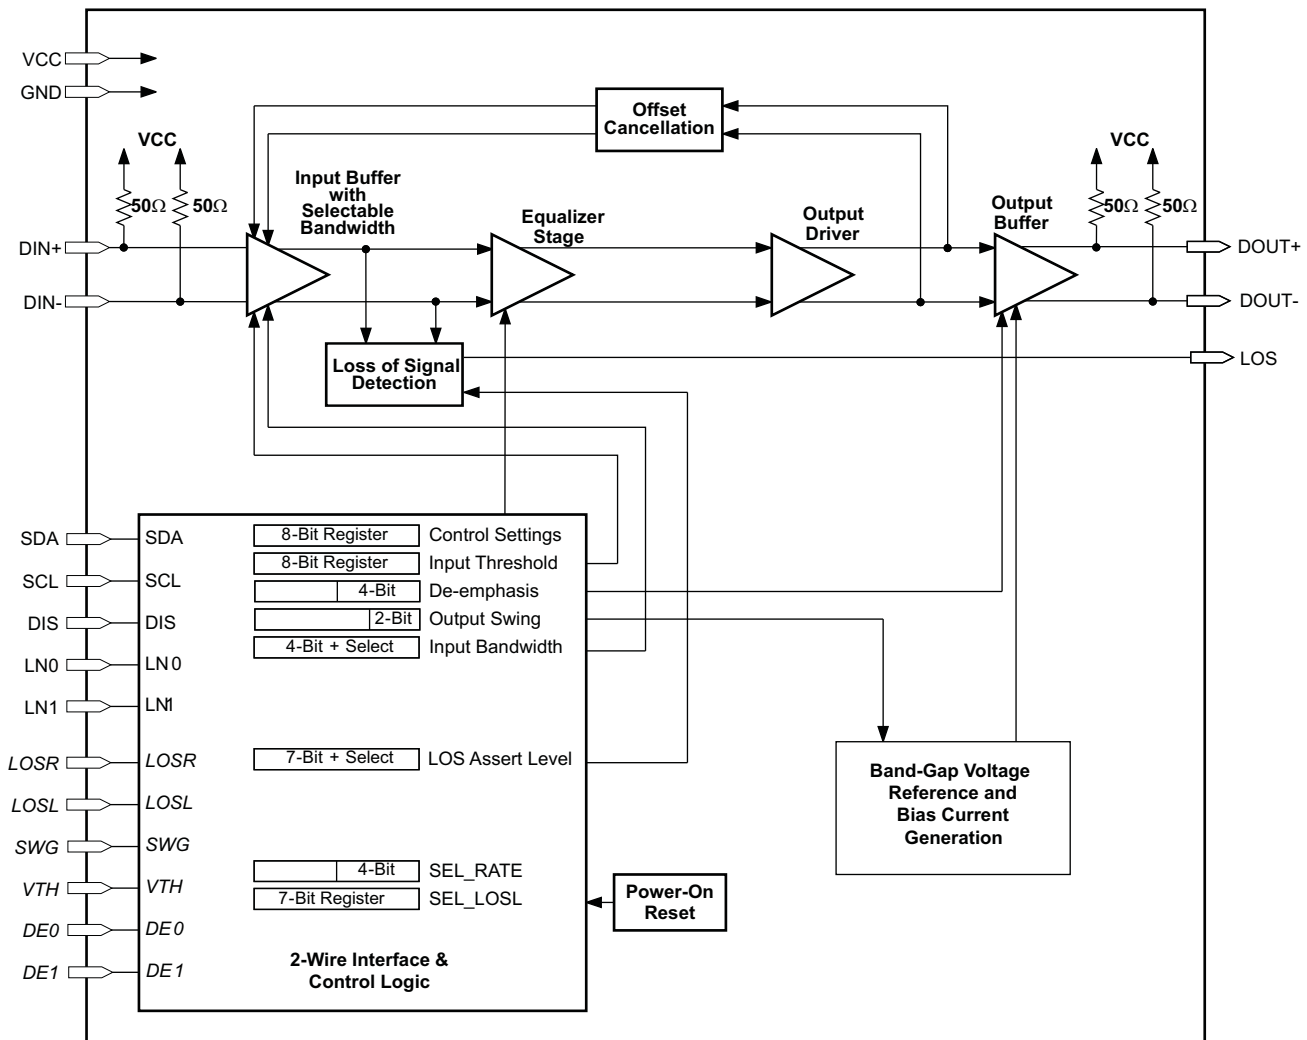 VCC
GND
Offset
Cancellation
VCC
VCC
50Ω
50Ω
Input Buffer
with
Selectable
Bandwidth
Equalizer
Stage
Output
Driver
Output
Buffer
50Ω
50Ω
DIN+
DOUT+
DIN-
DOUT-
Loss of Signal
Detection
LOS
SDA
SDA
8-Bit Register
Control Settings
8-Bit Register
Input Threshold
SCL
SCL
4-Bit
De-emphasis
DIS
DIS
2-Bit
Output Swing
4-Bit + Select
Input Bandwidth
LN0
LN0
LN1
LN1
LOSR
LOSR
7-Bit + Select
LOS Assert Level
Band-Gap Voltage
Reference and
Bias Current
Generation
LOSL
LOSL
SWG
SWG
4-Bit
SEL_RATE
VTH
VTH
7-Bit Register
SEL_LOSL
Power-On
Reset
DE0
DE0
DE1
DE1
2-Wire Interface &
Control Logic